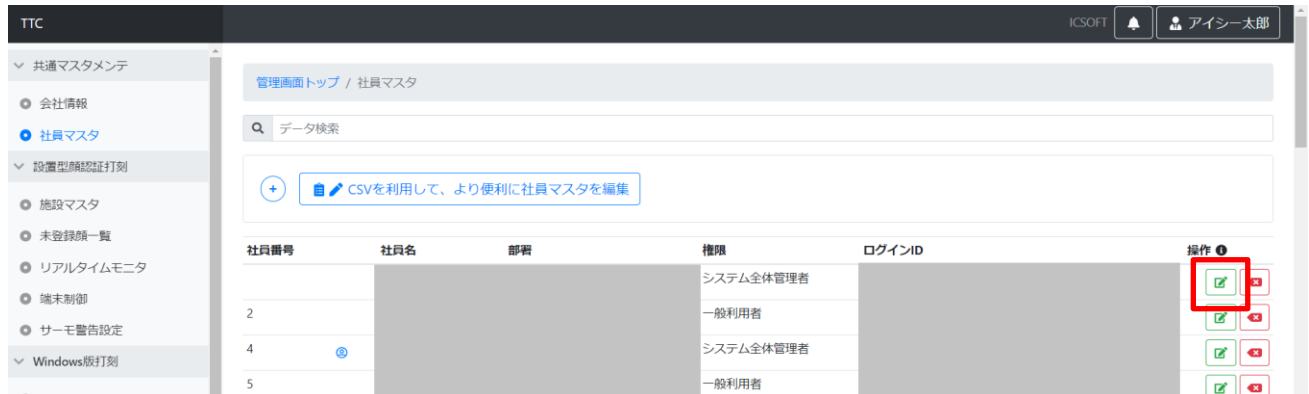 TTC
ICSOFT アイシー太郎
共通マスタメンテ
会社情報
社員マスタ
設置型顔認証打刻
施設マスタ
未登録顔一覧
リアルタイムモニタ
端末制御
サーモ警告設定
Windows版打刻
管理画面トップ / 社員マスタ
データ検索
+ CSVを利用して、より便利に社員マスタを編集
社員番号 社員名 部署 権限 ログインID 操作
システム全体管理者
2 一般利用者
4 システム全体管理者
5 一般利用者